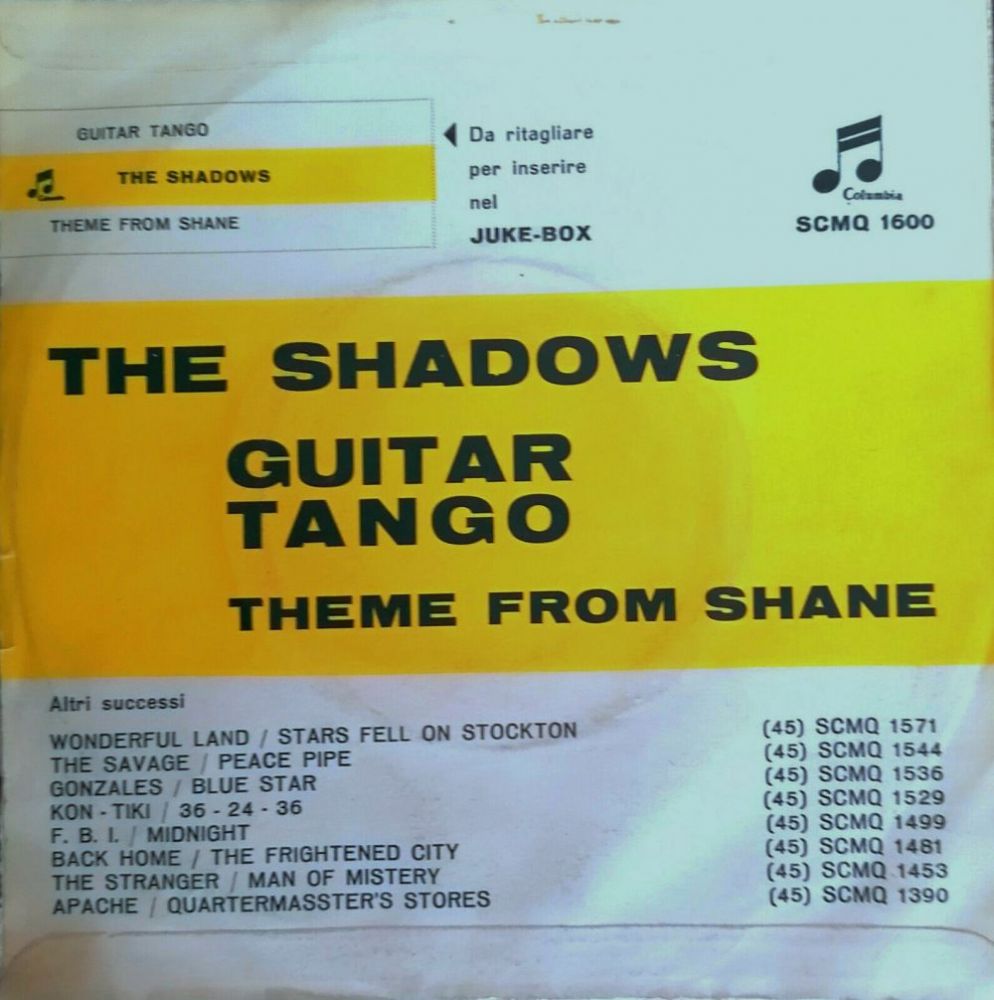 GUITAR TANGO
Columbia THE SHADOWS
THEME FROM SHANE
Da ritagliare
per inserire
nel
JUKE-BOX
Columbia
SCMQ 1600
THE SHADOWS
GUITAR
TANGO
THEME FROM SHANE
Altri successi
WONDERFUL LAND / STARS FELL ON STOCKTON (45) SCMQ 1571
THE SAVAGE / PEACE PIPE (45) SCMQ 1544
GONZALES / BLUE STAR (45) SCMQ 1536
KON - TIKI / 36 - 24 - 36 (45) SCMQ 1529
F. B. I. / MIDNIGHT (45) SCMQ 1499
BACK HOME / THE FRIGHTENED CITY (45) SCMQ 1481
THE STRANGER / MAN OF MISTERY (45) SCMQ 1453
APACHE / QUARTERMASSTER'S STORES (45) SCMQ 1390